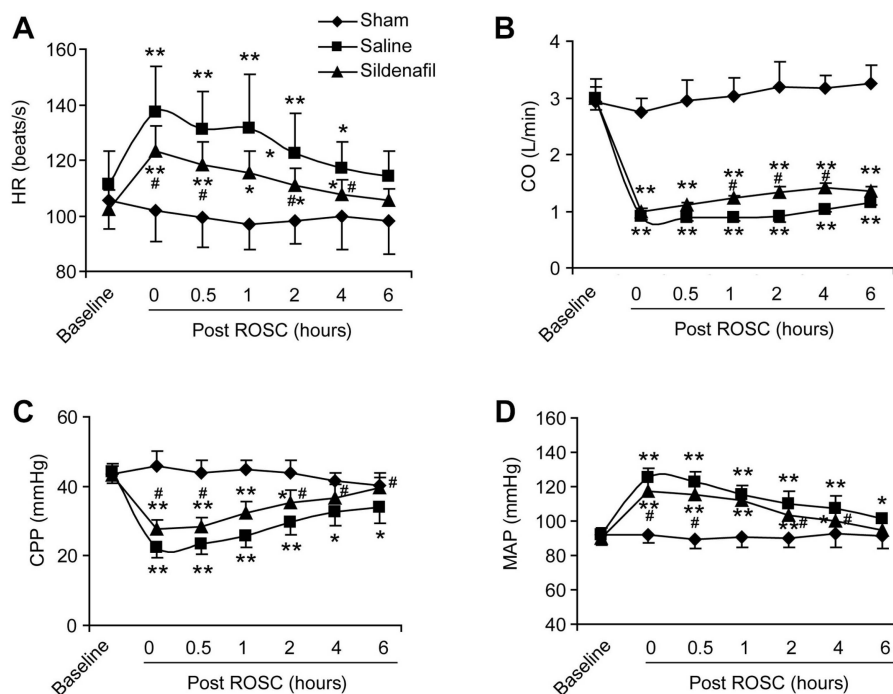 A
Sham
Saline
Sildenafil
HR (beats/s)
160
140
120
100
80
** ** ** ** *
*
** ** * #* *#
# #
Baseline 0 0.5 1 2 4 6
Post ROSC (hours)
B
CO (L/min)
4
3
2
1
0
** ** ** ** ** **
# # #
** ** ** ** ** **
Baseline 0 0.5 1 2 4 6
Post ROSC (hours)
C
CPP (mmHg)
60
40
20
0
# # 
** ** ** *# # #
** ** ** ** * *
Baseline 0 0.5 1 2 4 6
Post ROSC (hours)
D
MAP (mmHg)
160
140
120
100
80
60
40
** ** ** ** ** *
** ** ** **# *#
# #
Baseline 0 0.5 1 2 4 6
Post ROSC (hours)